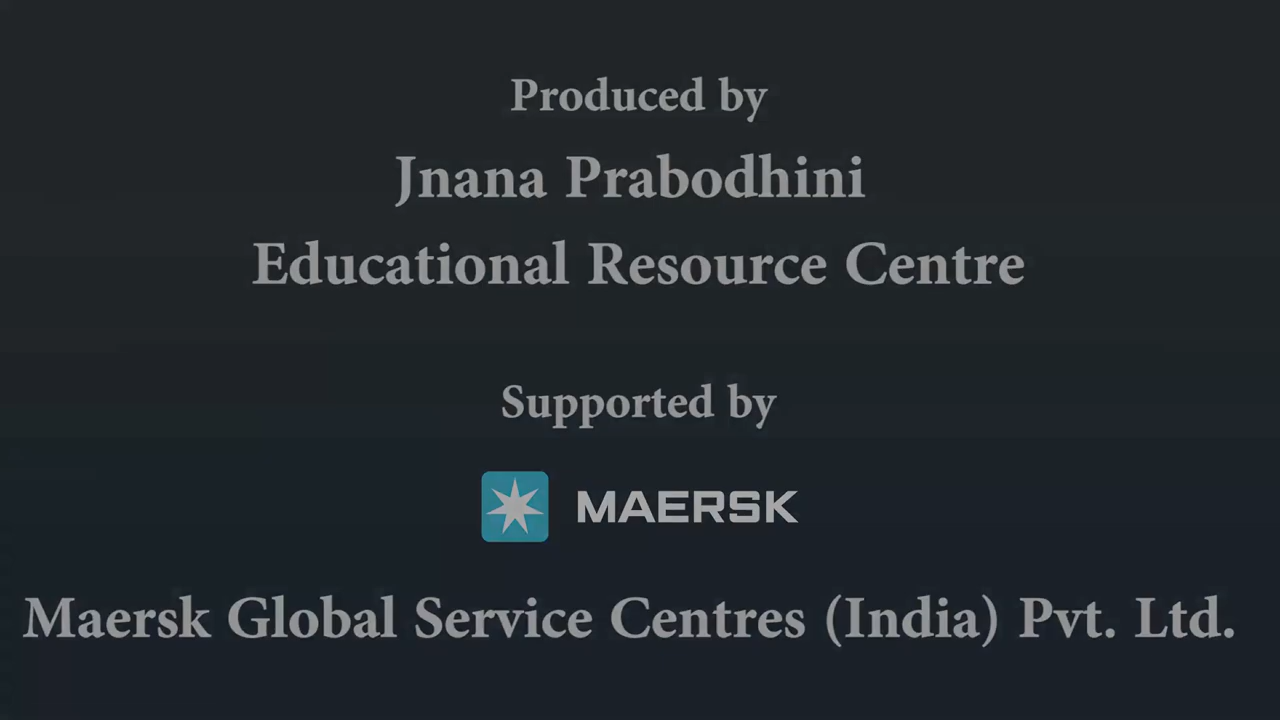 Produced by
Jnana Prabodhini
Educational Resource Centre
Supported by
MAERSK
Maersk Global Service Centres (India) Pvt. Ltd.